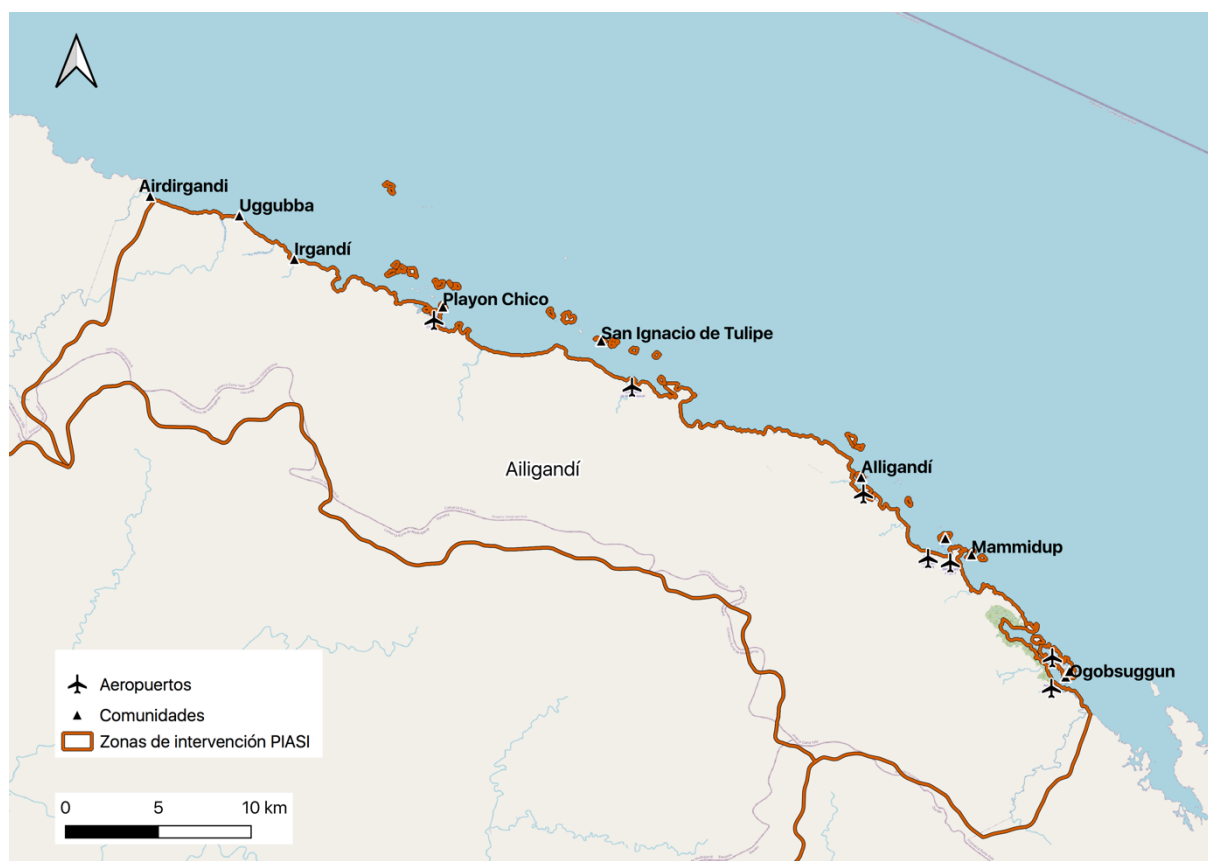 Airdirgandi
Uggubba
Irgandí
Playon Chico
San Ignacio de Tulipe
Ailigandí
Alligandí
Mammidup
Ogobsuggun
Aeropuertos
Comunidades
Zonas de intervención PIASI
0 5 10 km